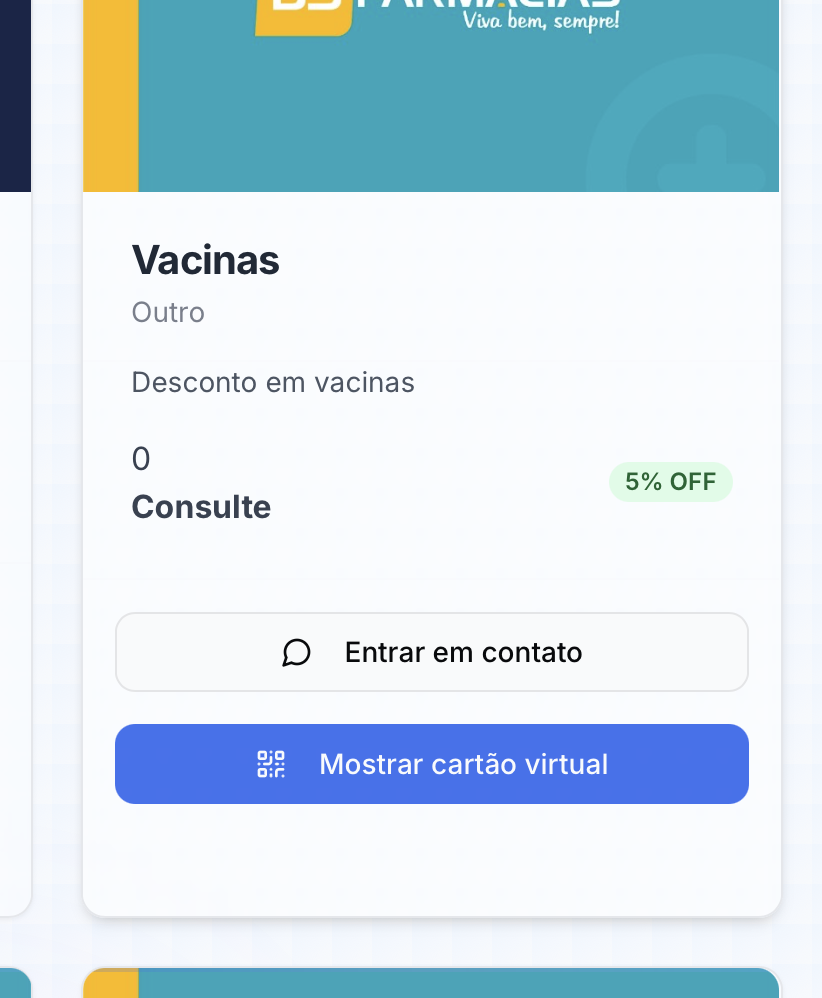 FARMÁCIAS
Viva bem, sempre!
Vacinas
Outro
Desconto em vacinas
0
Consulte
5% OFF
Entrar em contato
Mostrar cartão virtual